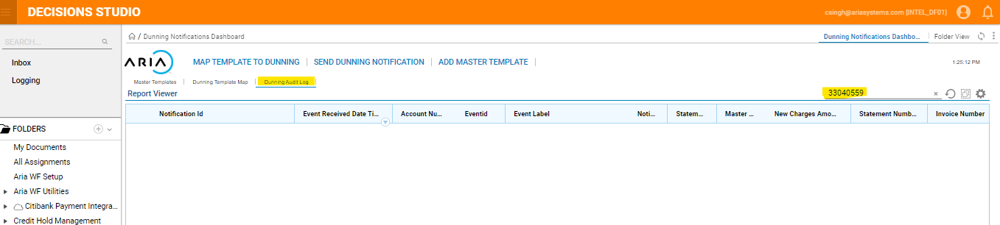 DECISIONS STUDIO
csingh@ariasystems.com [INTEL_DF01]
SEARCH...
Inbox
Logging
FOLDERS
My Documents
All Assignments
Aria WF Setup
Aria WF Utilities
Citibank Payment Integra...
Credit Hold Management
/ Dunning Notifications Dashboard
Dunning Notifications Dashbo... Folder View
ARIA
MAP TEMPLATE TO DUNNING SEND DUNNING NOTIFICATION ADD MASTER TEMPLATE
1:25:12 PM
Master Templates Dunning Template Map Dunning Audit Log
Report Viewer
33040559
Notification Id Event Received Date Ti... Account Nu... Eventid Event Label Noti... Statem... Master ... New Charges Amo... Statement Numb... Invoice Number